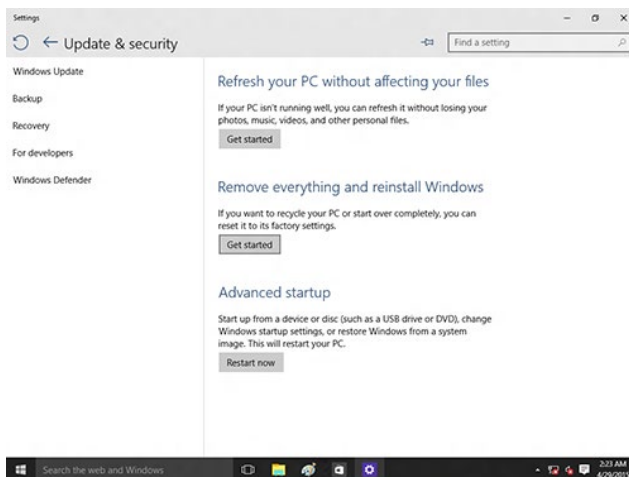 Settings
Update & security
Find a setting
Windows Update
Backup
Recovery
For developers
Windows Defender
Refresh your PC without affecting your files
If your PC isn't running well, you can refresh it without losing your
photos, music, videos, and other personal files.
Get started
Remove everything and reinstall Windows
If you want to recycle your PC or start over completely, you can
reset it to its factory settings.
Get started
Advanced startup
Start up from a device or disc (such as a USB drive or DVD), change
Windows startup settings, or restore Windows from a system
image. This will restart your PC.
Restart now
Search the web and Windows
2:23 AM
4/29/2015